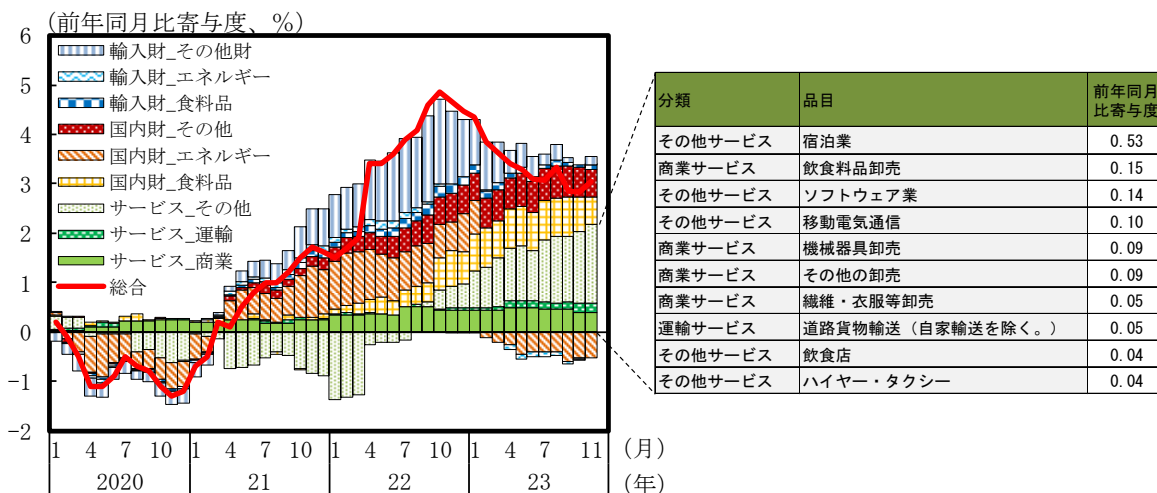 (前年同月比寄与度、%)
6
5
4
3
2
1
0
−1
−2
輸入財_その他財
輸入財_エネルギー
輸入財_食料品
国内財_その他
国内財_エネルギー
国内財_食料品
サービス_その他
サービス_運輸
サービス_商業
総合
1 4 7 10 1 4 7 10 1 4 7 10 1 4 7 11 (月)
2020 21 22 23 (年)
分類 品目 前年同月比寄与度
その他サービス 宿泊業 0.53
商業サービス 飲食料品卸売 0.15
その他サービス ソフトウェア業 0.14
その他サービス 移動電気通信 0.10
商業サービス 機械器具卸売 0.09
商業サービス その他の卸売 0.09
商業サービス 繊維・衣服等卸売 0.05
運輸サービス 道路貨物輸送（自家輸送を除く。） 0.05
その他サービス 飲食店 0.04
その他サービス ハイヤー・タクシー 0.04